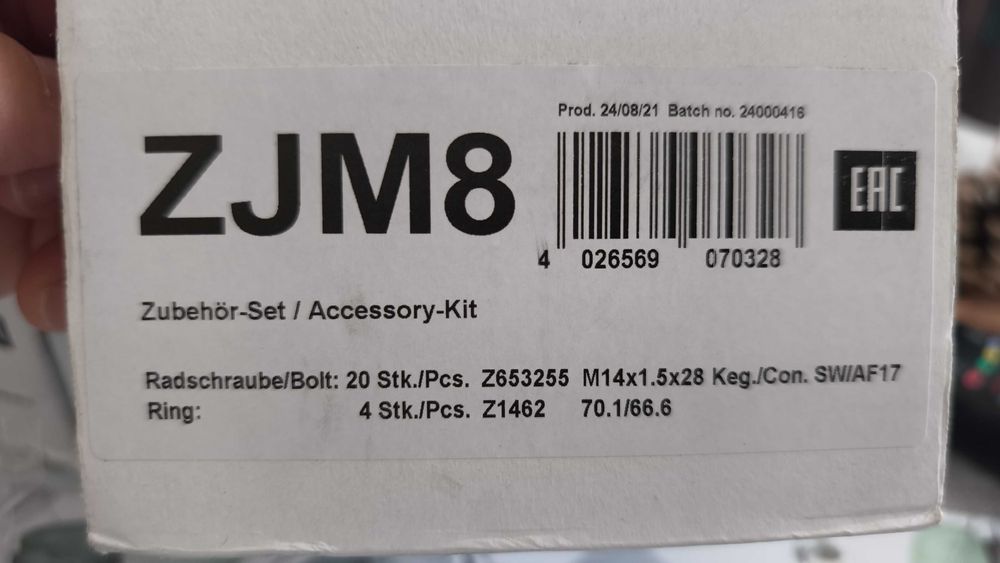 Prod. 24/08/21 Batch no. 24000416
ZJM8
EAC
4 026569 070328
Zubehör-Set / Accessory-Kit
Radschraube/Bolt: 20 Stk./Pcs. Z653255 M14x1.5x28 Keg./Con. SW/AF17
Ring: 4 Stk./Pcs. Z1462 70.1/66.6